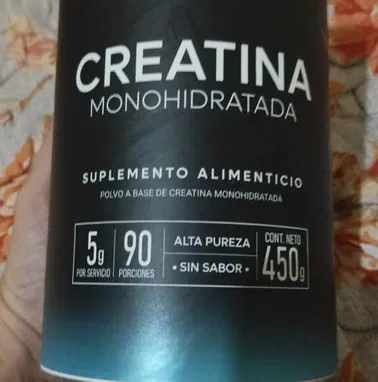 CREATINA
MONOHIDRATADA
SUPLEMENTO ALIMENTICIO
POLVO A BASE DE CREATINA MONOHIDRATADA
5g
POR SERVICIO
90
PORCIONES
ALTA PUREZA
• SIN SABOR •
CONT. NETO
450g